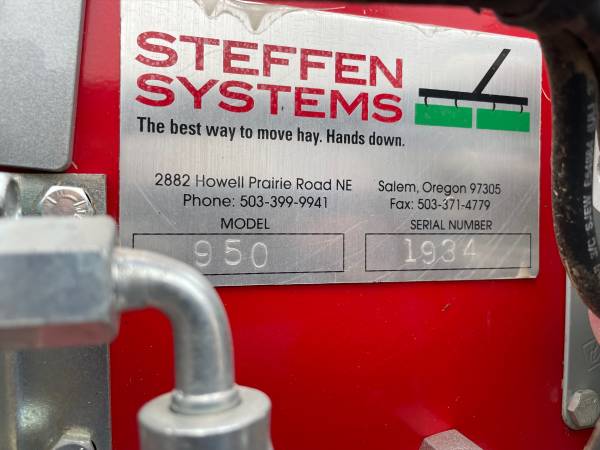 STEFFEN
SYSTEMS
The best way to move hay. Hands down.
2882 Howell Prairie Road NE Salem, Oregon 97305
Phone: 503-399-9941 Fax: 503-371-4779
MODEL SERIAL NUMBER
950 1934